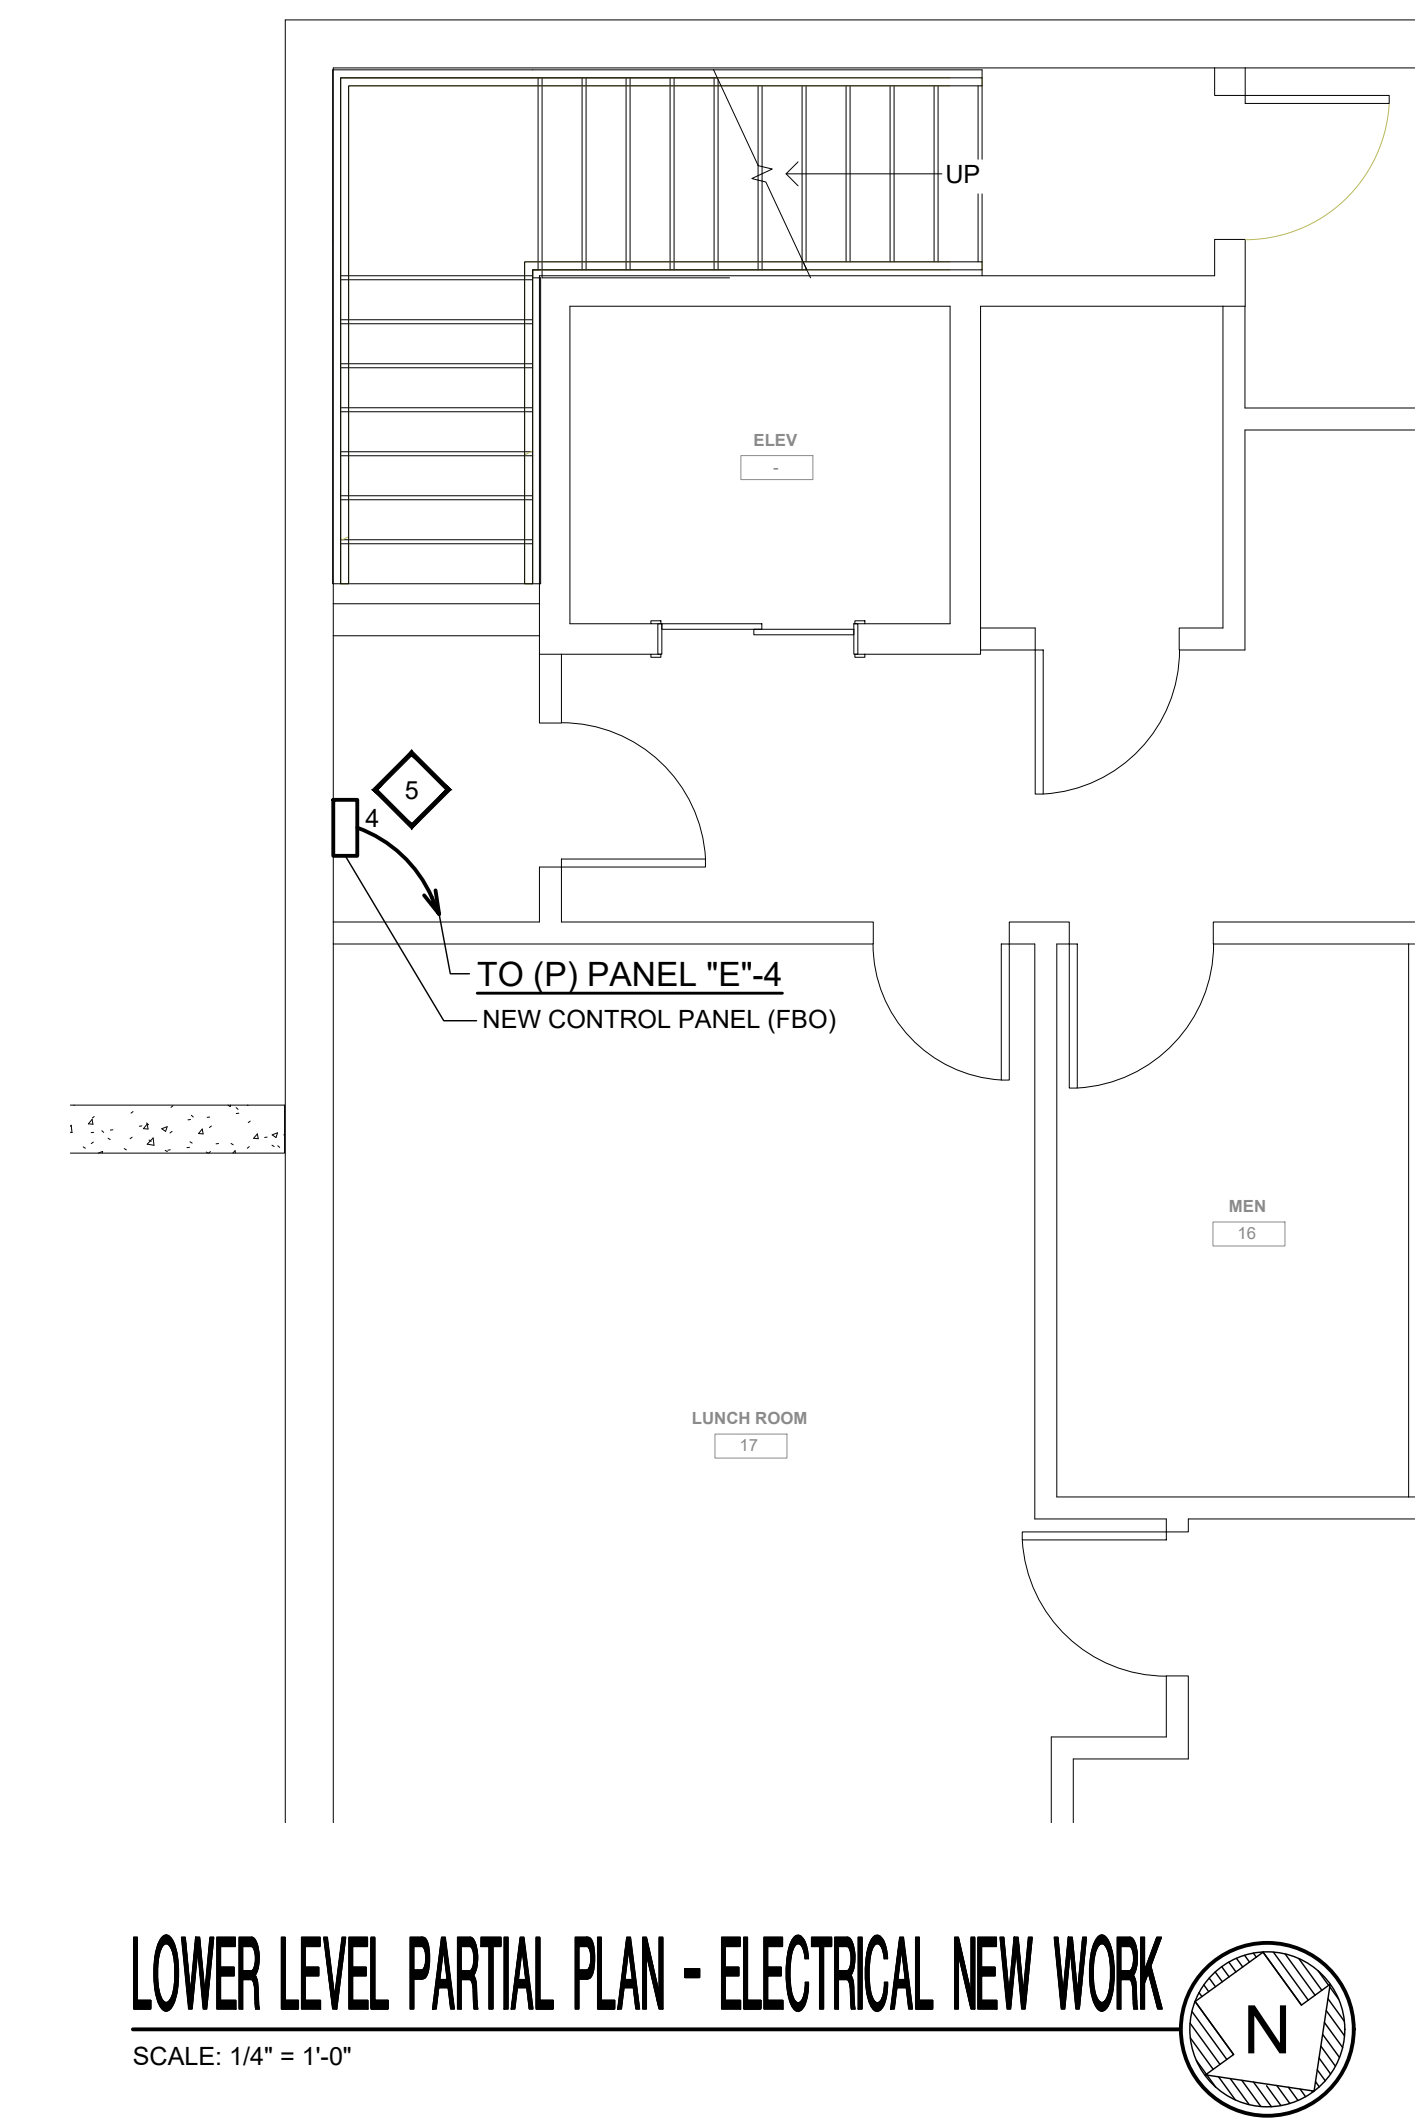 UP
ELEV
-
5
4
TO (P) PANEL "E"-4
NEW CONTROL PANEL (FBO)
MEN
16
LUNCH ROOM
17
LOWER LEVEL PARTIAL PLAN - ELECTRICAL NEW WORK
N
SCALE: 1/4" = 1'-0"